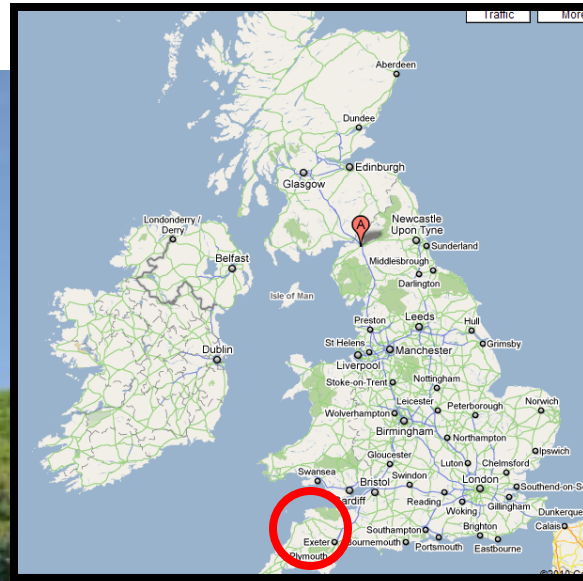 Traffic
More
Aberdeen
Dundee
Edinburgh
Glasgow
A
Newcastle
Upon Tyne
Sunderland
Londonderry /
Derry
Belfast
Middlesbrough
Darlington
Isle of Man
Preston
Leeds
Hull
Dublin
St Helens
Manchester
Grimsby
Liverpool
Stoke-on-Trent
Nottingham
Leicester
Peterborough
Norwich
Wolverhampton
Birmingham
Northampton
Ipswich
Gloucester
Luton
Chelmsford
Swansea
Swindon
London
Southend-on-Se
Cardiff
Bristol
Reading
Woking
Gillingham
Dunkerque
Southampton
Brighton
Calais
Exeter
Bournemouth
Portsmouth
Eastbourne
Plymouth
©2010 G